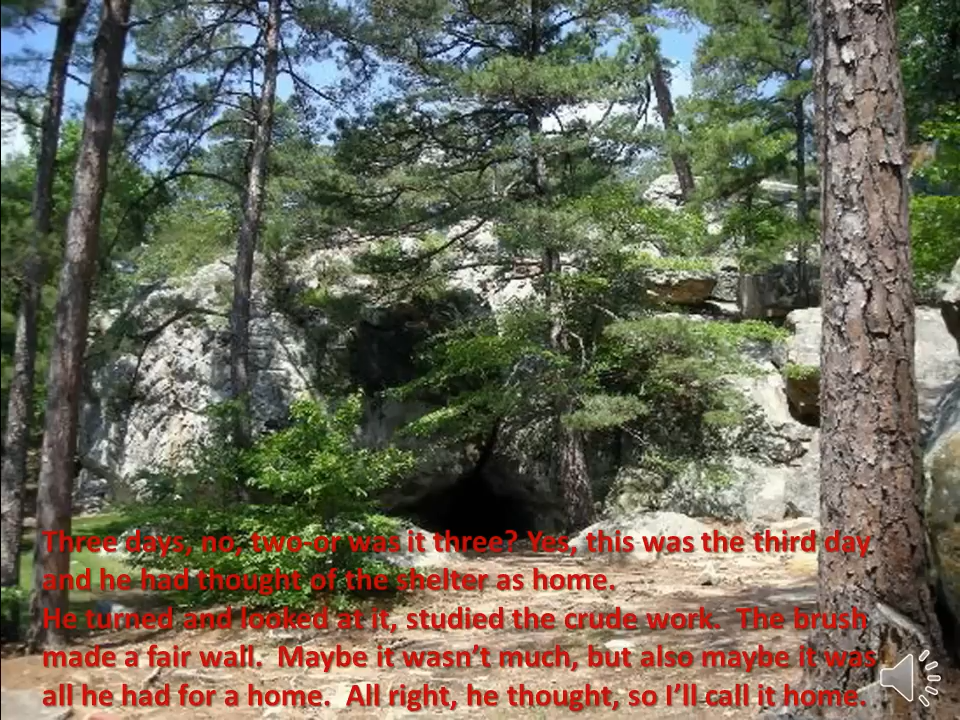 Three days, no, two-or was it three? Yes, this was the third day
and he had thought of the shelter as home.
He turned and looked at it, studied the crude work.  The brush
made a fair wall.  Maybe it wasn't much, but also maybe it was
all he had for a home.  All right, he thought, so I'll call it home.